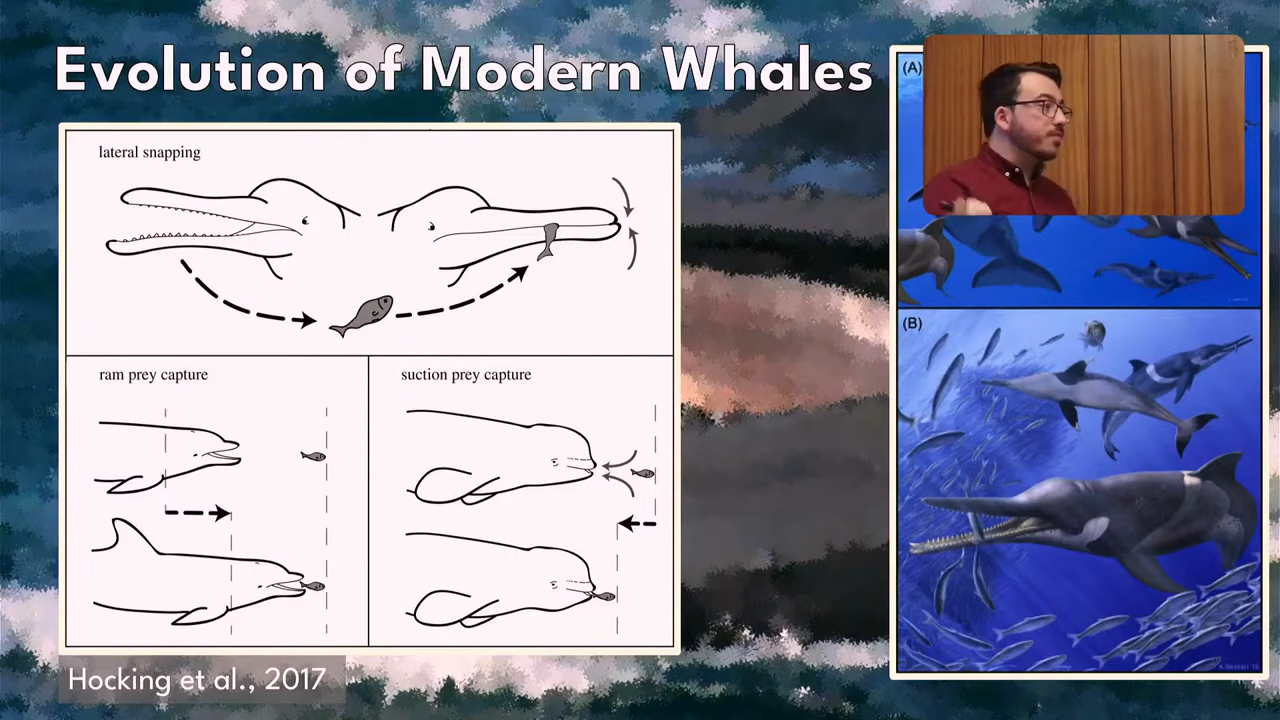 Evolution of Modern Whales
lateral snapping
ram prey capture
suction prey capture
Hocking et al., 2017
(A)
(B)